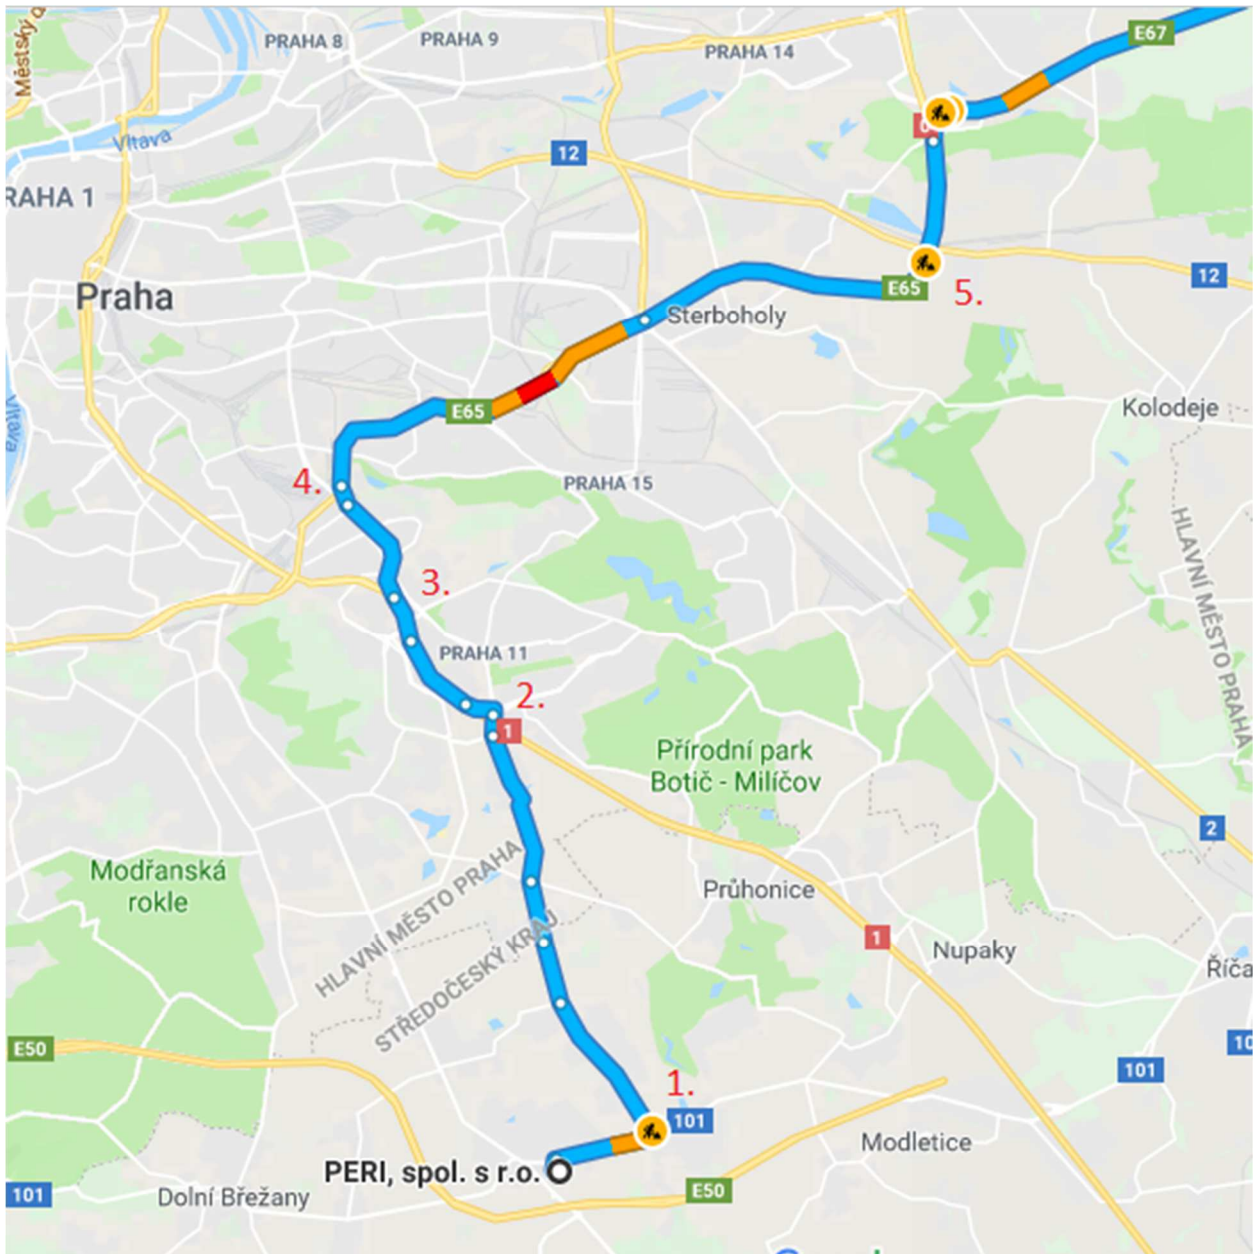 Městský o
PRAHA 8
PRAHA 9
PRAHA 14
E67
Vltava
12
RAHA 1
Praha
12
E65
5.
Sterboholy
Vltava
E65
Kolodeje
4.
PRAHA 15
3.
HLAVNÍ MĚSTO PRAHA
PRAHA 11
2.
1
Přírodní park
Botič - Milíčov
2
Modřanská
rokle
HLAVNÍ MĚSTO PRAHA
Průhonice
STŘEDOČESKÝ KRAJ
1
Nupaky
Říča
E50
10
101
1.
101
Modletice
PERI, spol. s r.o.
101
Dolní Břežany
E50